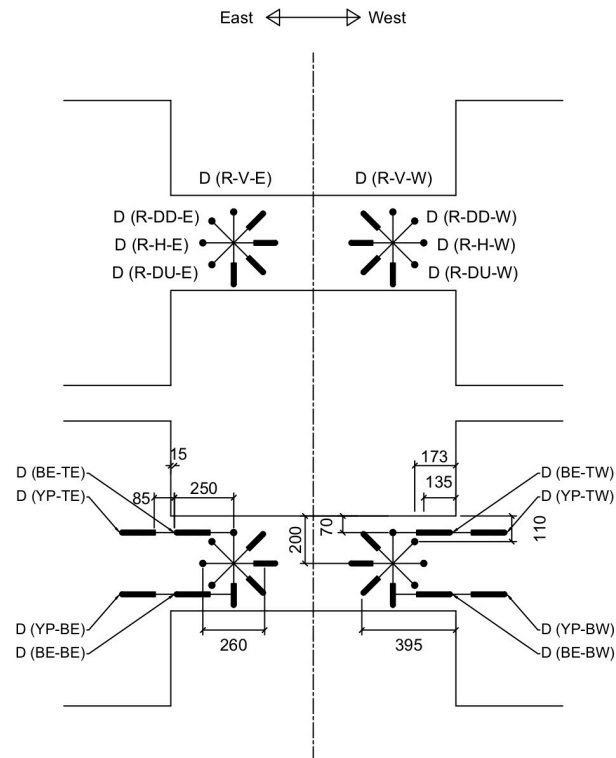 East West
D (R-V-E) D (R-V-W)
D (R-DD-E) D (R-DD-W)
D (R-H-E) D (R-H-W)
D (R-DU-E) D (R-DU-W)
15 173
D (BE-TE) 85 250 135 D (BE-TW)
D (YP-TE) D (YP-TW)
200 70 110
D (YP-BE) D (YP-BW)
D (BE-BE) 260 395 D (BE-BW)